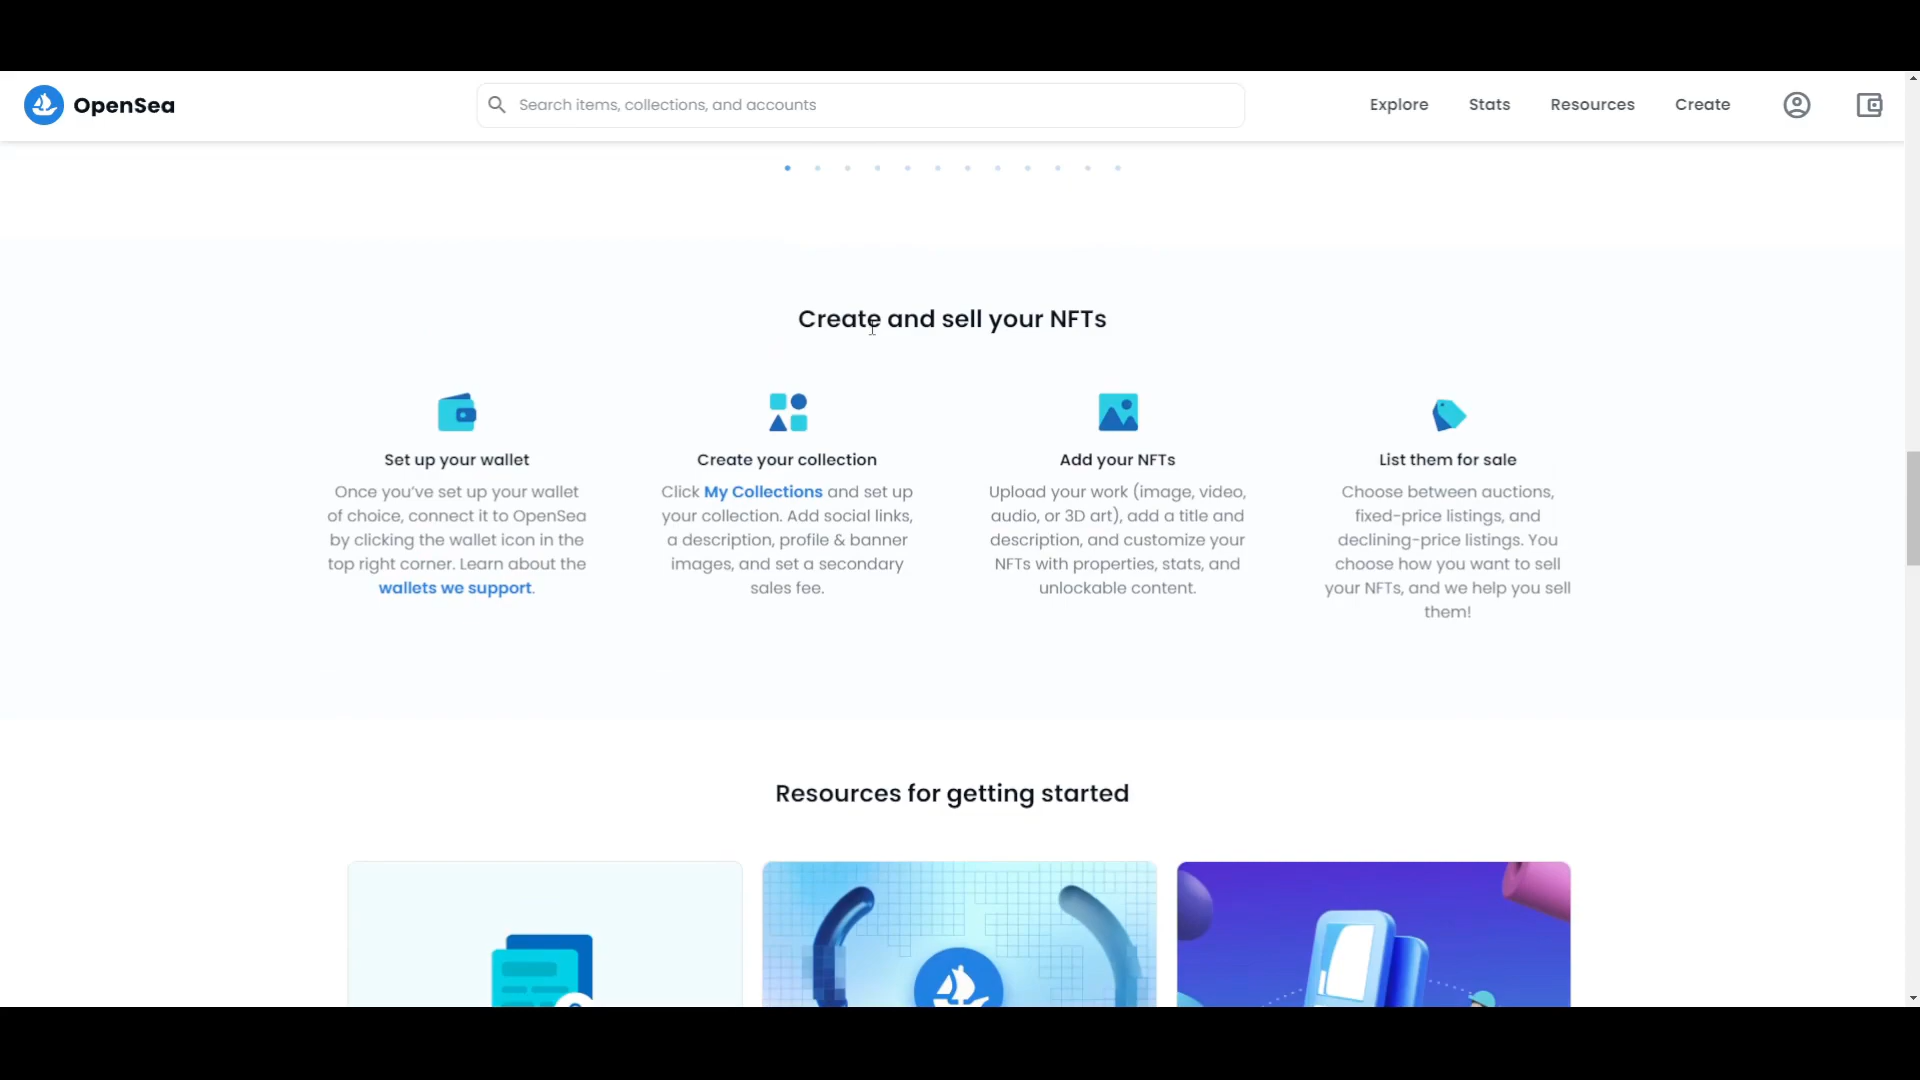 OpenSea
Search items, collections, and accounts
Explore
Stats
Resources
Create
Create and sell your NFTs
Set up your wallet
Once you’ve set up your wallet
of choice, connect it to OpenSea
by clicking the wallet icon in the
top right corner. Learn about the
wallets we support.
Create your collection
Click My Collections and set up
your collection. Add social links,
a description, profile & banner
images, and set a secondary
sales fee.
Add your NFTs
Upload your work (image, video,
audio, or 3D art), add a title and
description, and customize your
NFTs with properties, stats, and
unlockable content.
List them for sale
Choose between auctions,
fixed-price listings, and
declining-price listings. You
choose how you want to sell
your NFTs, and we help you sell
them!
Resources for getting started